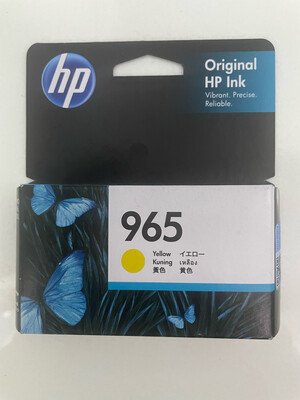 hp
Original
HP Ink
Vibrant. Precise.
Reliable.
965
Yellow イエロー
Kuning เหลือง
黃色 黄色